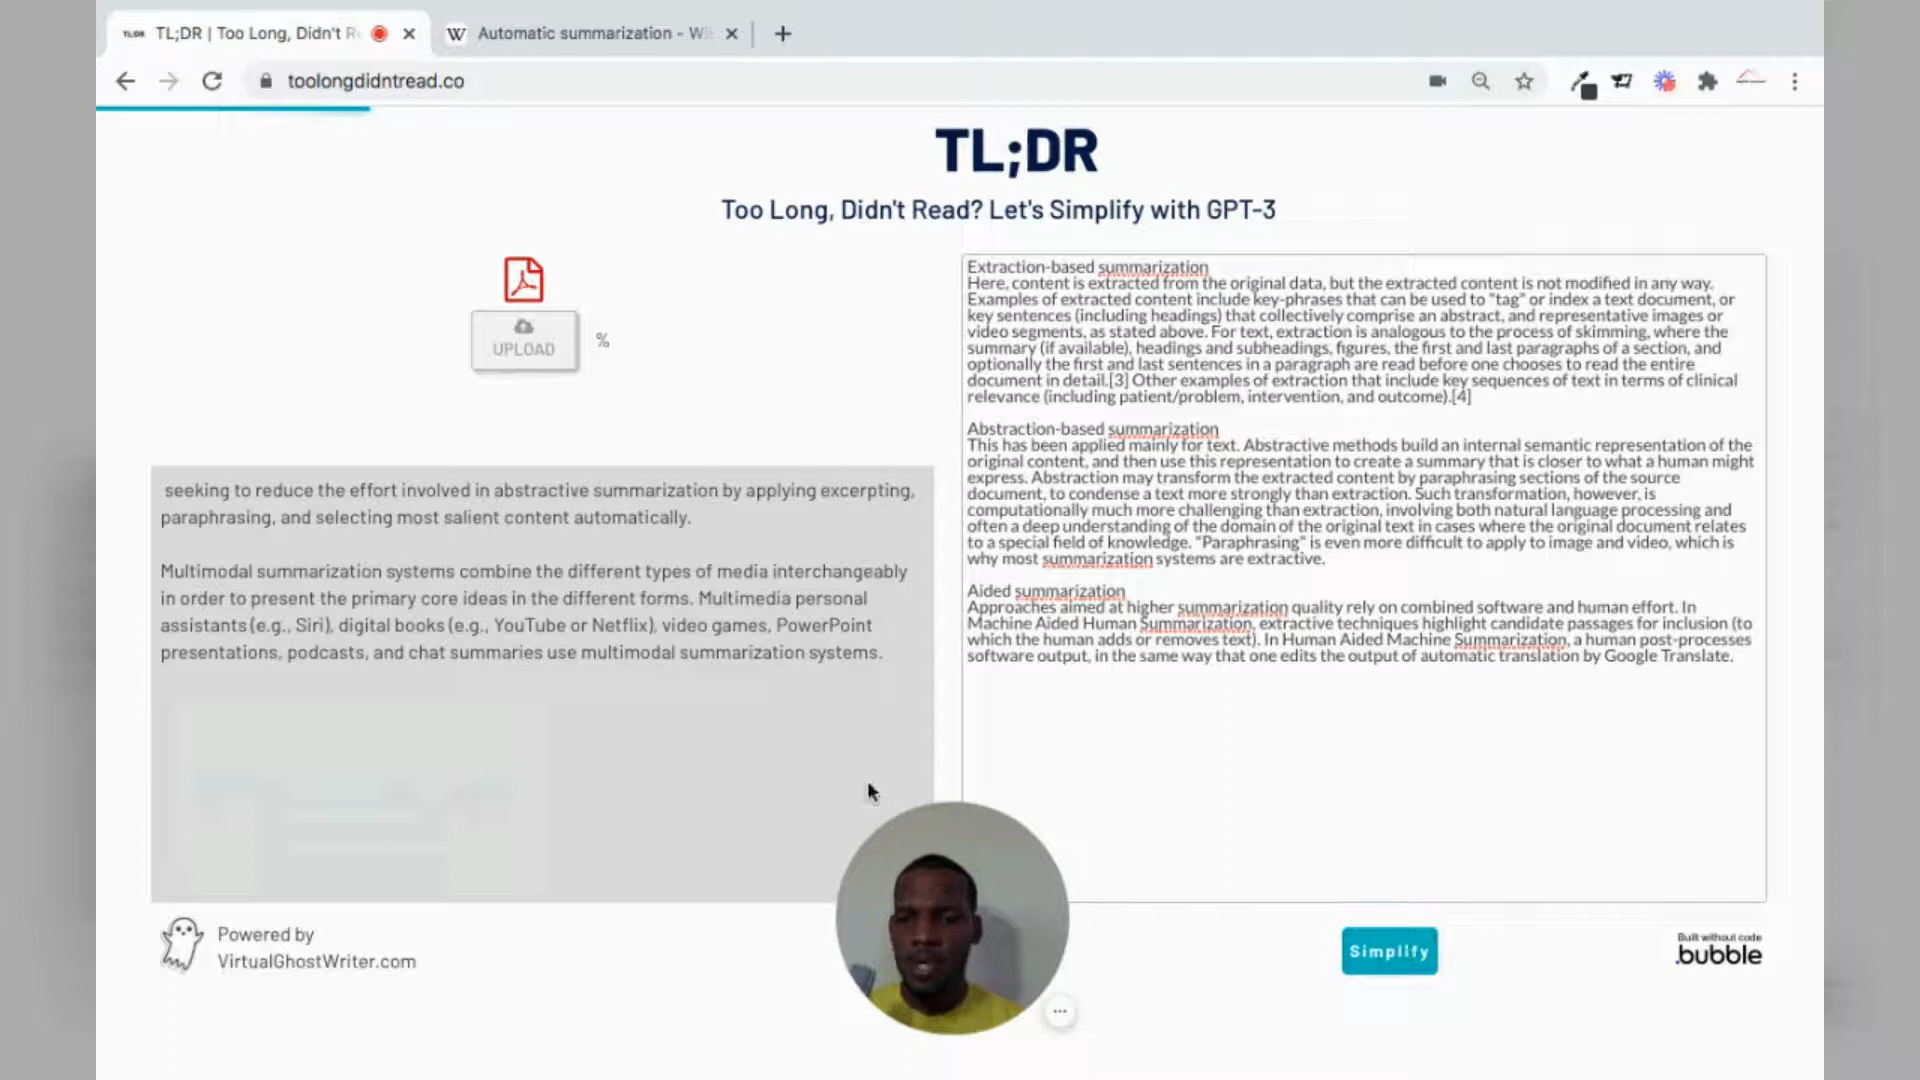 TL;DR TL;DR | Too Long, Didn't R
W Automatic summarization - Wi
toolongdidntread.co
TL;DR
Too Long, Didn't Read? Let's Simplify with GPT-3
UPLOAD
%
seeking to reduce the effort involved in abstractive summarization by applying excerpting,
paraphrasing, and selecting most salient content automatically.
Multimodal summarization systems combine the different types of media interchangeably
in order to present the primary core ideas in the different forms. Multimedia personal
assistants (e.g., Siri), digital books (e.g., YouTube or Netflix), video games, PowerPoint
presentations, podcasts, and chat summaries use multimodal summarization systems.
Extraction-based summarization
Here, content is extracted from the original data, but the extracted content is not modified in any way.
Examples of extracted content include key-phrases that can be used to "tag" or index a text document, or
key sentences (including headings) that collectively comprise an abstract, and representative images or
video segments, as stated above. For text, extraction is analogous to the process of skimming, where the
summary (if available), headings and subheadings, figures, the first and last paragraphs of a section, and
optionally the first and last sentences in a paragraph are read before one chooses to read the entire
document in detail.[3] Other examples of extraction that include key sequences of text in terms of clinical
relevance (including patient/problem, intervention, and outcome).[4]
Abstraction-based summarization
This has been applied mainly for text. Abstractive methods build an internal semantic representation of the
original content, and then use this representation to create a summary that is closer to what a human might
express. Abstraction may transform the extracted content by paraphrasing sections of the source
document, to condense a text more strongly than extraction. Such transformation, however, is
computationally much more challenging than extraction, involving both natural language processing and
often a deep understanding of the domain of the original text in cases where the original document relates
to a special field of knowledge. "Paraphrasing" is even more difficult to apply to image and video, which is
why most summarization systems are extractive.
Aided summarization
Approaches aimed at higher summarization quality rely on combined software and human effort. In
Machine Aided Human Summarization, extractive techniques highlight candidate passages for inclusion (to
which the human adds or removes text). In Human Aided Machine Summarization, a human post-processes
software output, in the same way that one edits the output of automatic translation by Google Translate.
Powered by
VirtualGhostWriter.com
Simplify
Built without code
.bubble